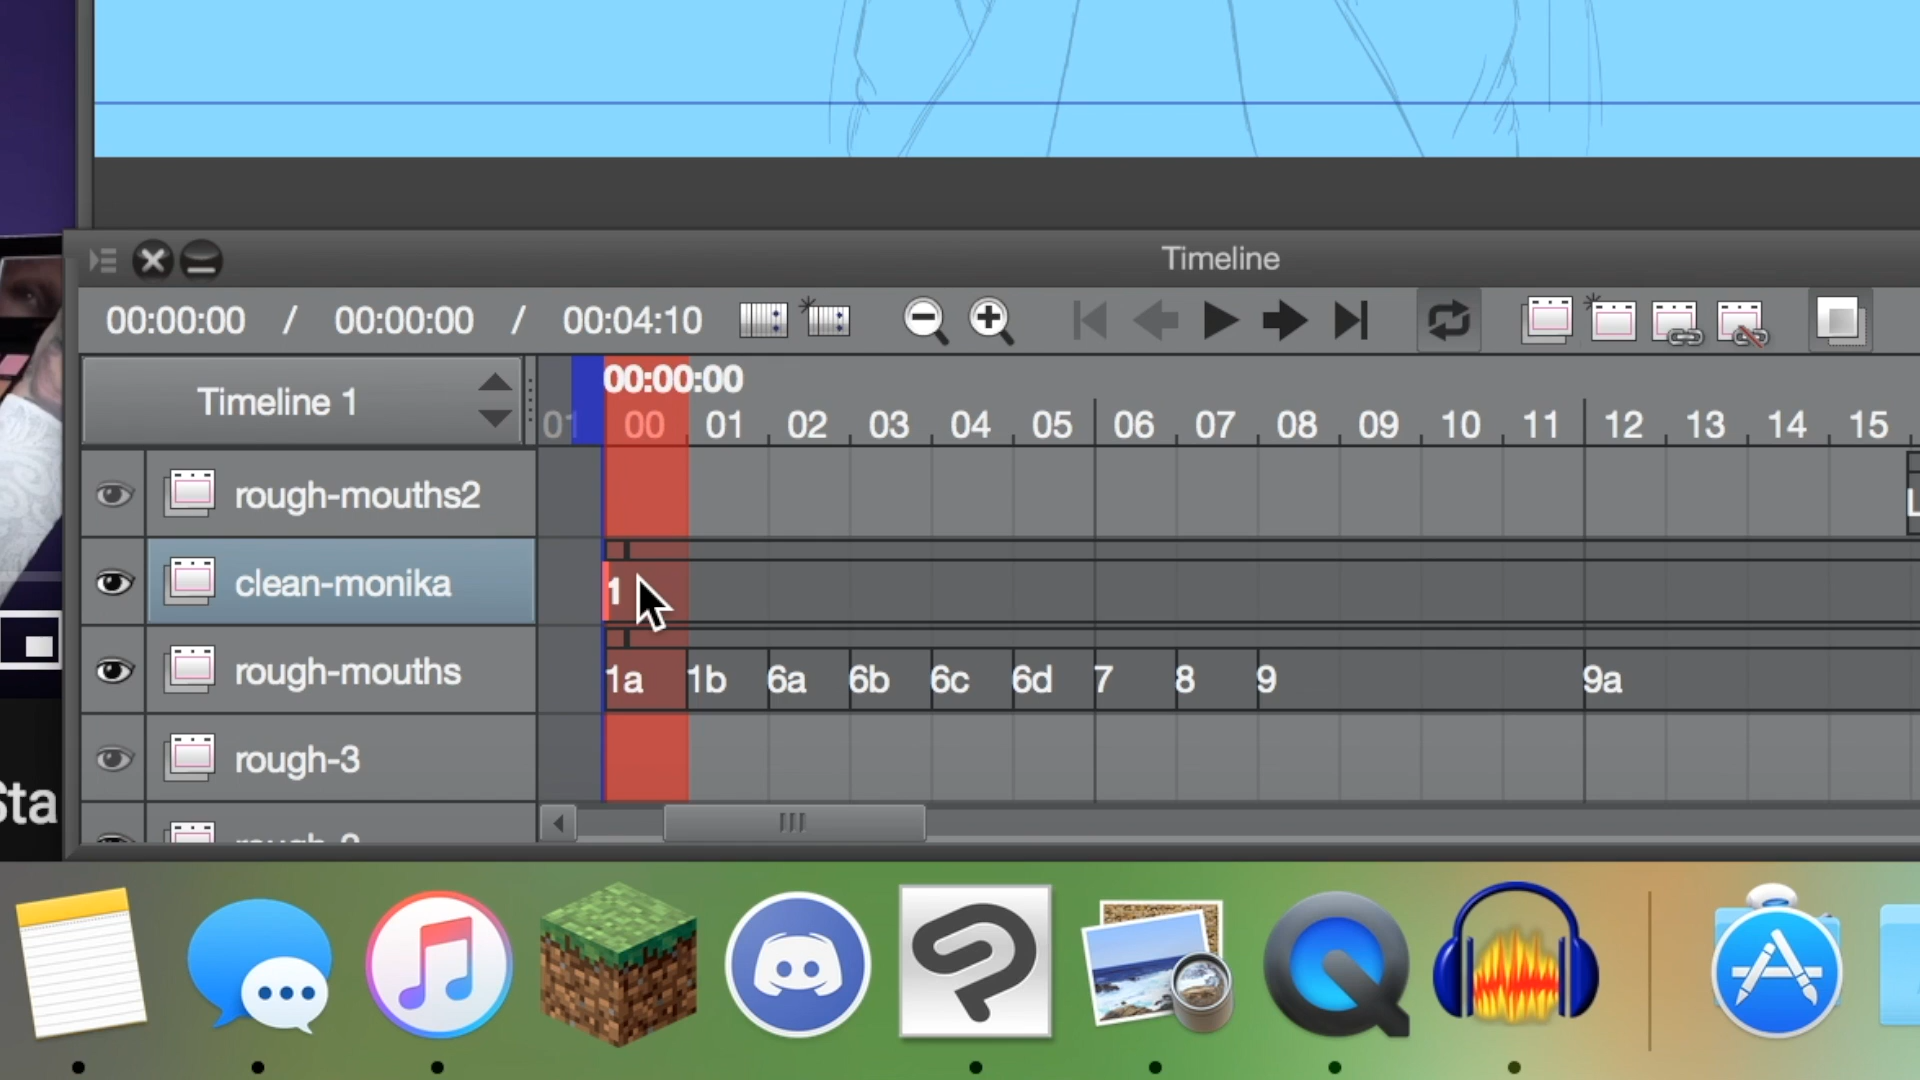 Timeline
00:00:00 / 00:00:00 / 00:04:10
Timeline 1
00:00:00
01 00 01 02 03 04 05 06 07 08 09 10 11 12 13 14 15
rough-mouths2
L
clean-monika
1
rough-mouths
1a 1b 6a 6b 6c 6d 7 8 9 9a
rough-3
Sta